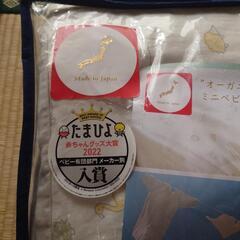 Made in Japan
たまひよ
赤ちゃんグッズ大賞
2022
ベビー布団部門 メーカー別
入賞
"オーガニ
ミニベビ